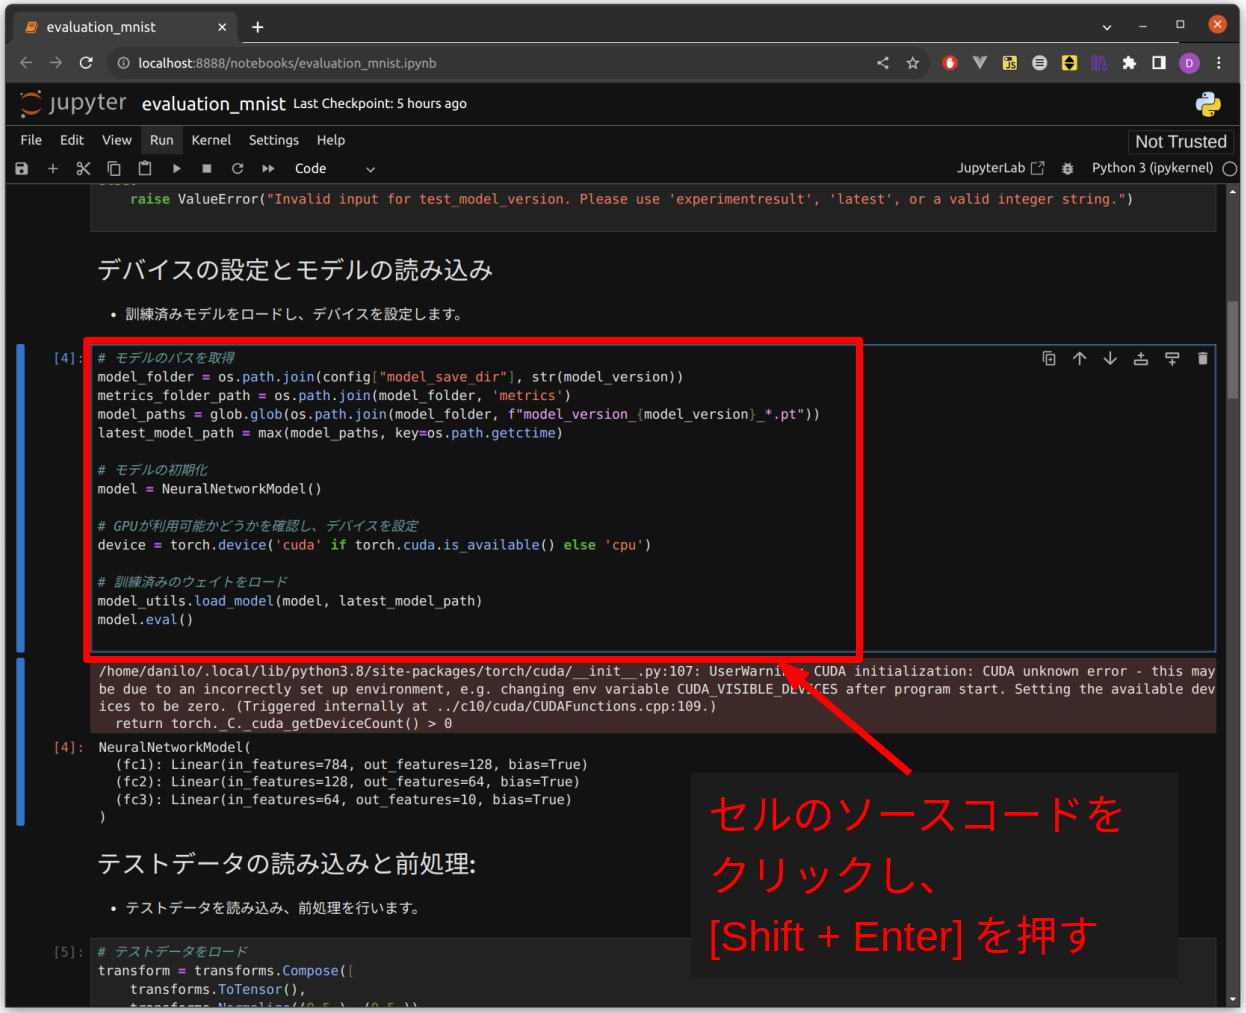 evaluation_mnist
localhost:8888/notebooks/evaluation_mnist.ipynb
JS
D
jupyter evaluation_mnist Last Checkpoint: 5 hours ago
File Edit View Run Kernel Settings Help
Not Trusted
Code
JupyterLab
Python 3 (ipykernel)
raise ValueError("Invalid input for test_model_version. Please use 'experimentresult', 'latest', or a valid integer string.")
デバイスの設定とモデルの読み込み
• 訓練済みモデルをロードし、デバイスを設定します。
[4]: # モデルのパスを取得
model_folder = os.path.join(config["model_save_dir"], str(model_version))
metrics_folder_path = os.path.join(model_folder, 'metrics')
model_paths = glob.glob(os.path.join(model_folder, f"model_version_{model_version}_*.pt"))
latest_model_path = max(model_paths, key=os.path.getctime)
# モデルの初期化
model = NeuralNetworkModel()
# GPUが利用可能かどうかを確認し、デバイスを設定
device = torch.device('cuda' if torch.cuda.is_available() else 'cpu')
# 訓練済みのウェイトをロード
model_utils.load_model(model, latest_model_path)
model.eval()
/home/danilo/.local/lib/python3.8/site-packages/torch/cuda/__init__.py:107: UserWarning: CUDA initialization: CUDA unknown error - this may
be due to an incorrectly set up environment, e.g. changing env variable CUDA_VISIBLE_DEVICES after program start. Setting the available dev
ices to be zero. (Triggered internally at ../c10/cuda/CUDAFunctions.cpp:109.)
return torch._C._cuda_getDeviceCount() > 0
[4]: NeuralNetworkModel(
(fc1): Linear(in_features=784, out_features=128, bias=True)
(fc2): Linear(in_features=128, out_features=64, bias=True)
(fc3): Linear(in_features=64, out_features=10, bias=True)
)
セルのソースコードを
クリックし、
[Shift + Enter] を押す
テストデータの読み込みと前処理:
• テストデータを読み込み、前処理を行います。
[5]: # テストデータをロード
transform = transforms.Compose([
transforms.ToTensor(),
transforms.Normalize((0.5,), (0.5,))